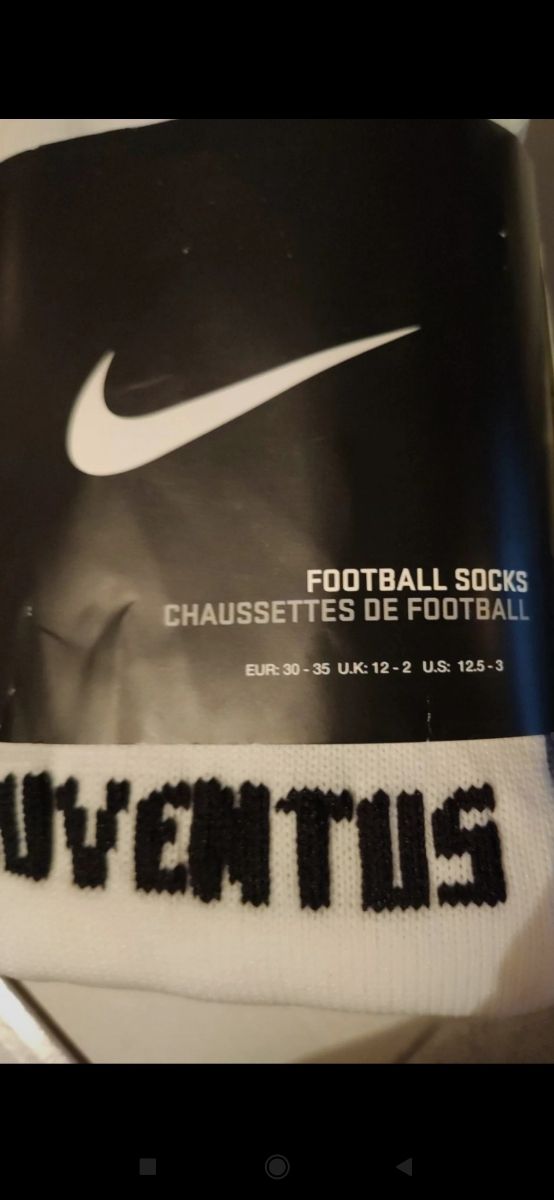 FOOTBALL SOCKS
CHAUSSETTES DE FOOTBALL
EUR: 30 - 35 U.K: 12 - 2 U.S: 12.5 - 3
UVENTUS